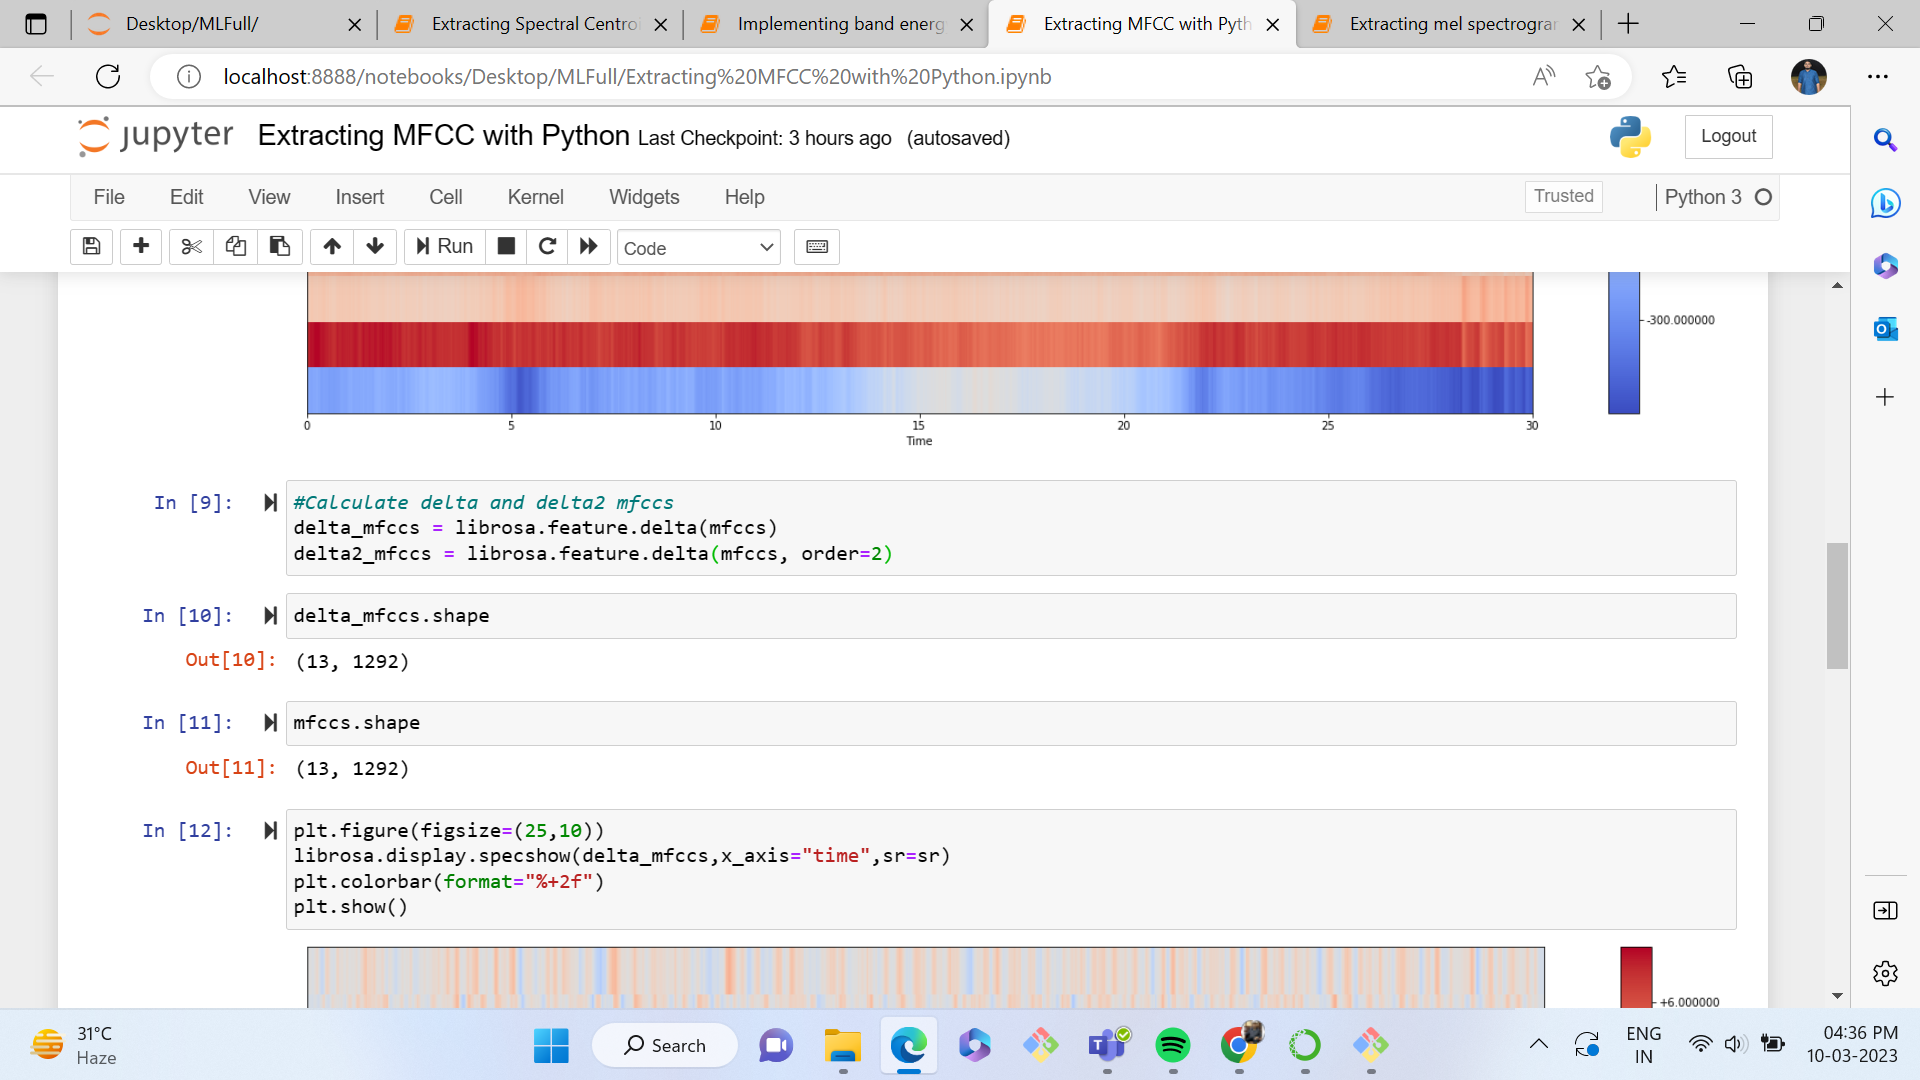 Desktop/MLFull/
Extracting Spectral Centro
Implementing band energ
Extracting MFCC with Pyth
Extracting mel spectrogra
localhost:8888/notebooks/Desktop/MLFull/Extracting%20MFCC%20with%20Python.ipynb
jupyter Extracting MFCC with Python Last Checkpoint: 3 hours ago (autosaved)
Logout
File Edit View Insert Cell Kernel Widgets Help
Trusted
Python 3
Run
Code
-300.000000
0 5 10 15 20 25 30
Time
In [9]:
#Calculate delta and delta2 mfccs
delta_mfccs = librosa.feature.delta(mfccs)
delta2_mfccs = librosa.feature.delta(mfccs, order=2)
In [10]: delta_mfccs.shape
Out[10]: (13, 1292)
In [11]: mfccs.shape
Out[11]: (13, 1292)
In [12]: plt.figure(figsize=(25,10))
librosa.display.specshow(delta_mfccs,x_axis="time",sr=sr)
plt.colorbar(format="%+2f")
plt.show()
+6.000000
31°C
Haze
Search
ENG
IN
04:36 PM
10-03-2023